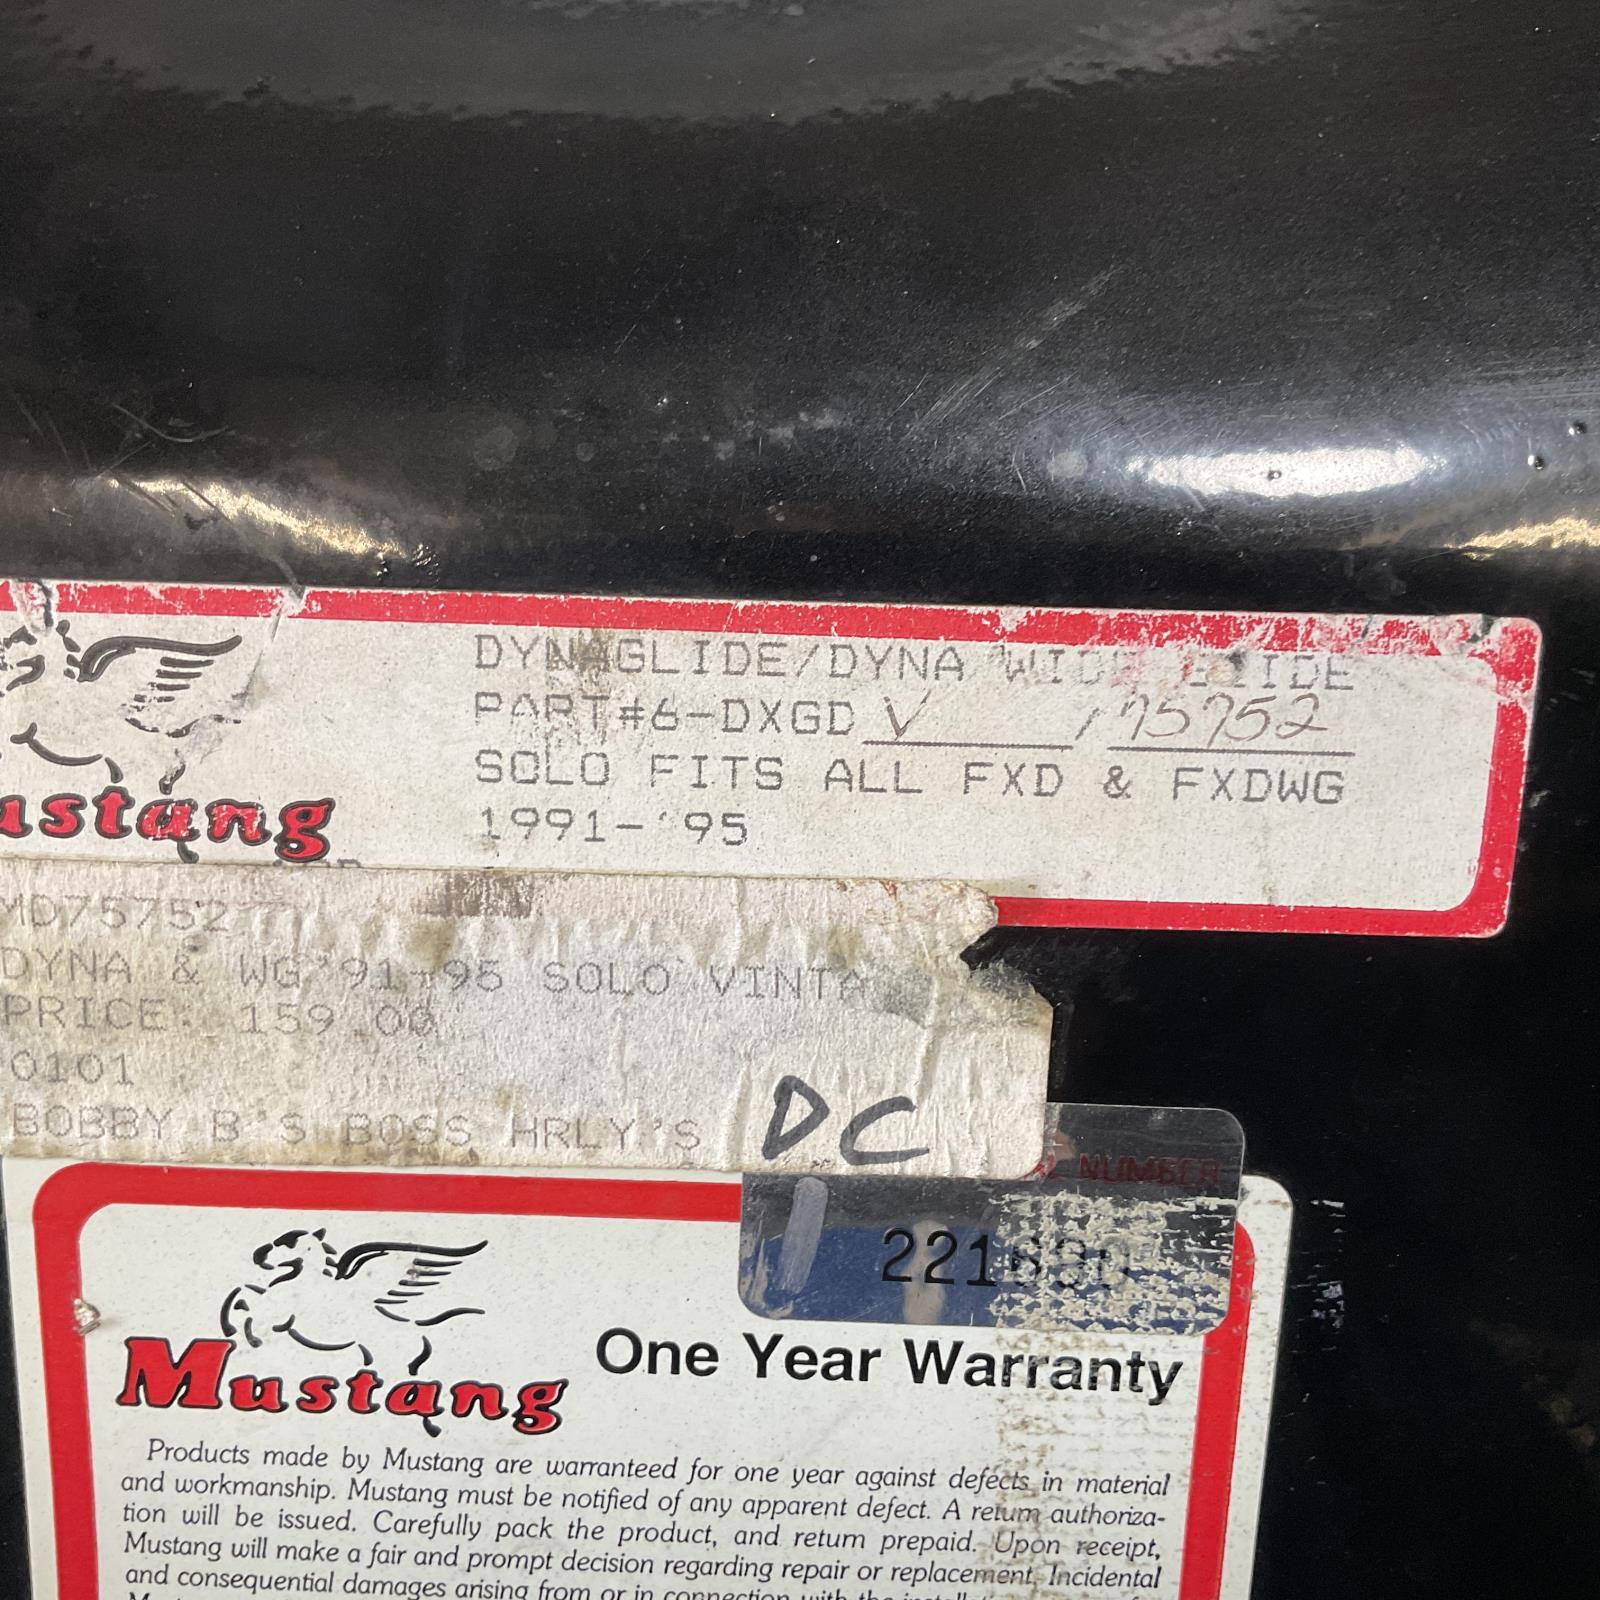 DYNAGLIDE/DYNA WIDE GLIDE
PART#6-DXGD V / 75752
SOLO FITS ALL FXD & FXDWG
1991-'95
ustang
MD75752
DYNA & WG'91-95 SOLO VINTA
PRICE: 159.00
0101
BOBBY B'S BOSS HRLY'S
DC
NUMBER
Mustang
One Year Warranty
Products made by Mustang are warranteed for one year against defects in material
and workmanship. Mustang must be notified of any apparent defect. A return authoriza-
tion will be issued. Carefully pack the product, and return prepaid. Upon receipt,
Mustang will make a fair and prompt decision regarding repair or replacement. Incidental
and consequential damages arising from or in connection with the